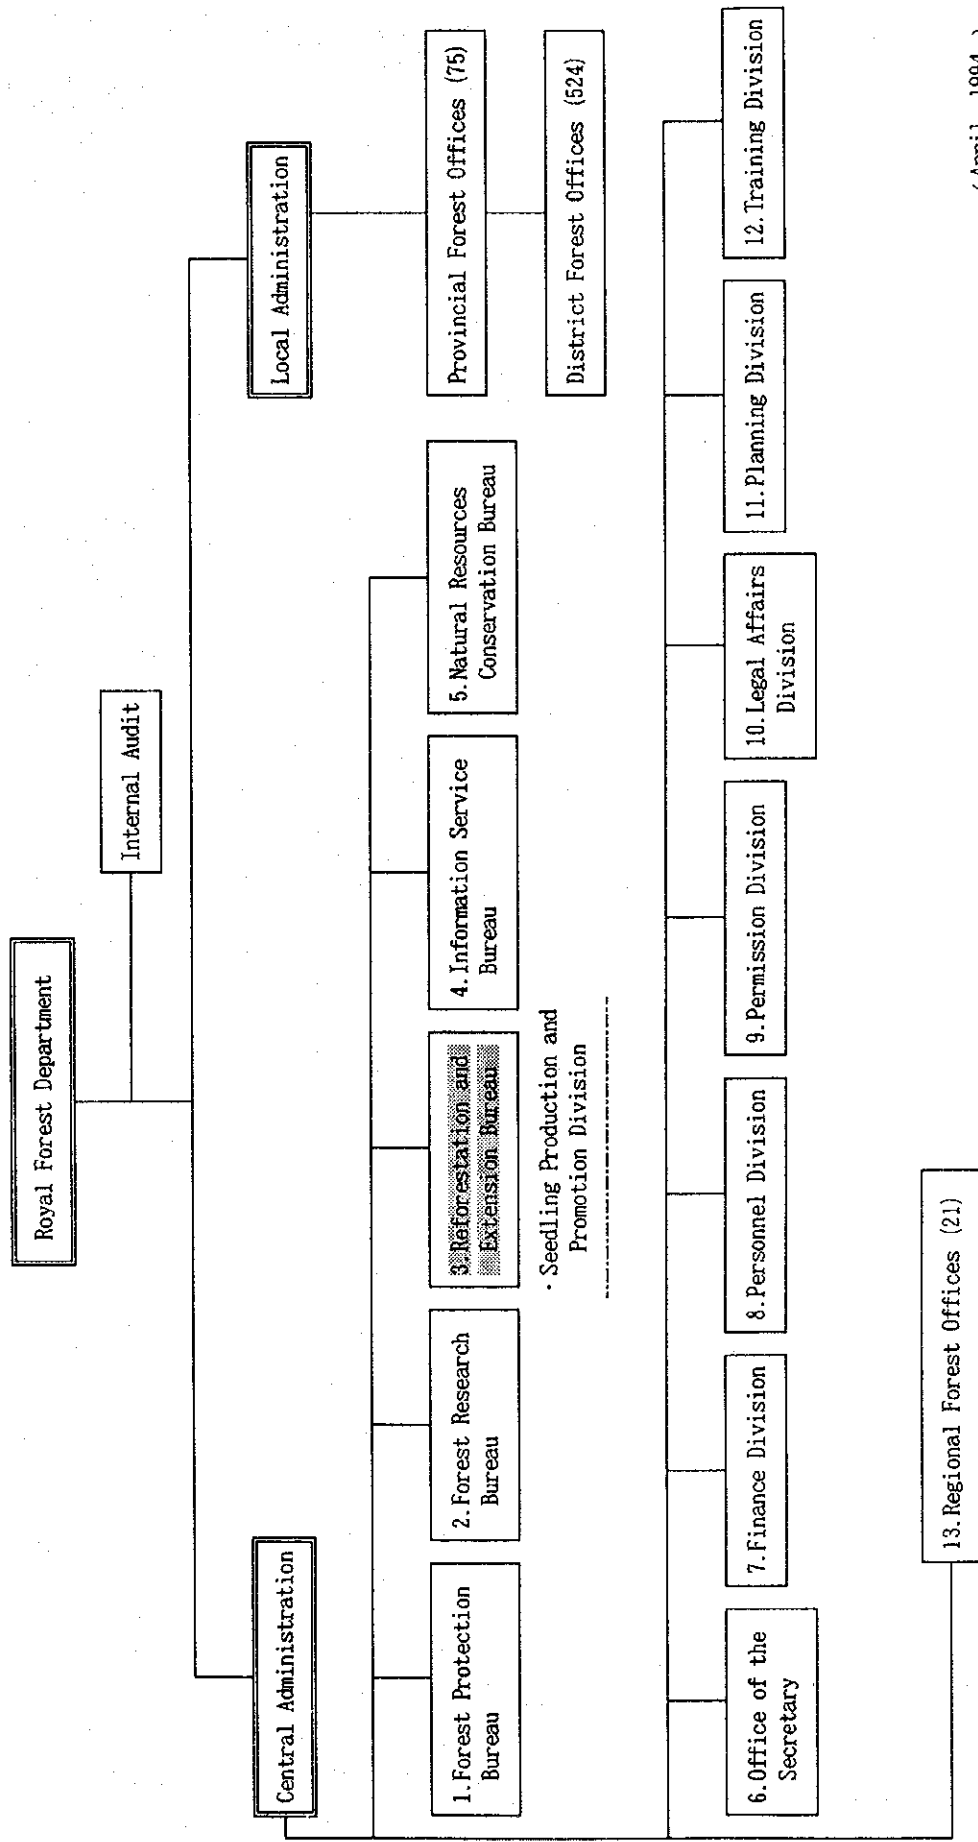 Royal Forest Department
Internal Audit
Central Administration
Local Administration
1.Forest Protection
Bureau
2.Forest Research
Bureau
3.Reforestation and
Extension Bureau
4.Information Service
Bureau
5.Natural Resources
Conservation Bureau
Provincial Forest Offices (75)
· Seedling Production and
Promotion Division
District Forest Offices (524)
6.Office of the
Secretary
7.Finance Division
8.Personnel Division
9.Permission Division
10.Legal Affairs
Division
11.Planning Division
12.Training Division
13.Regional Forest Offices (21)
( April, 1994 )